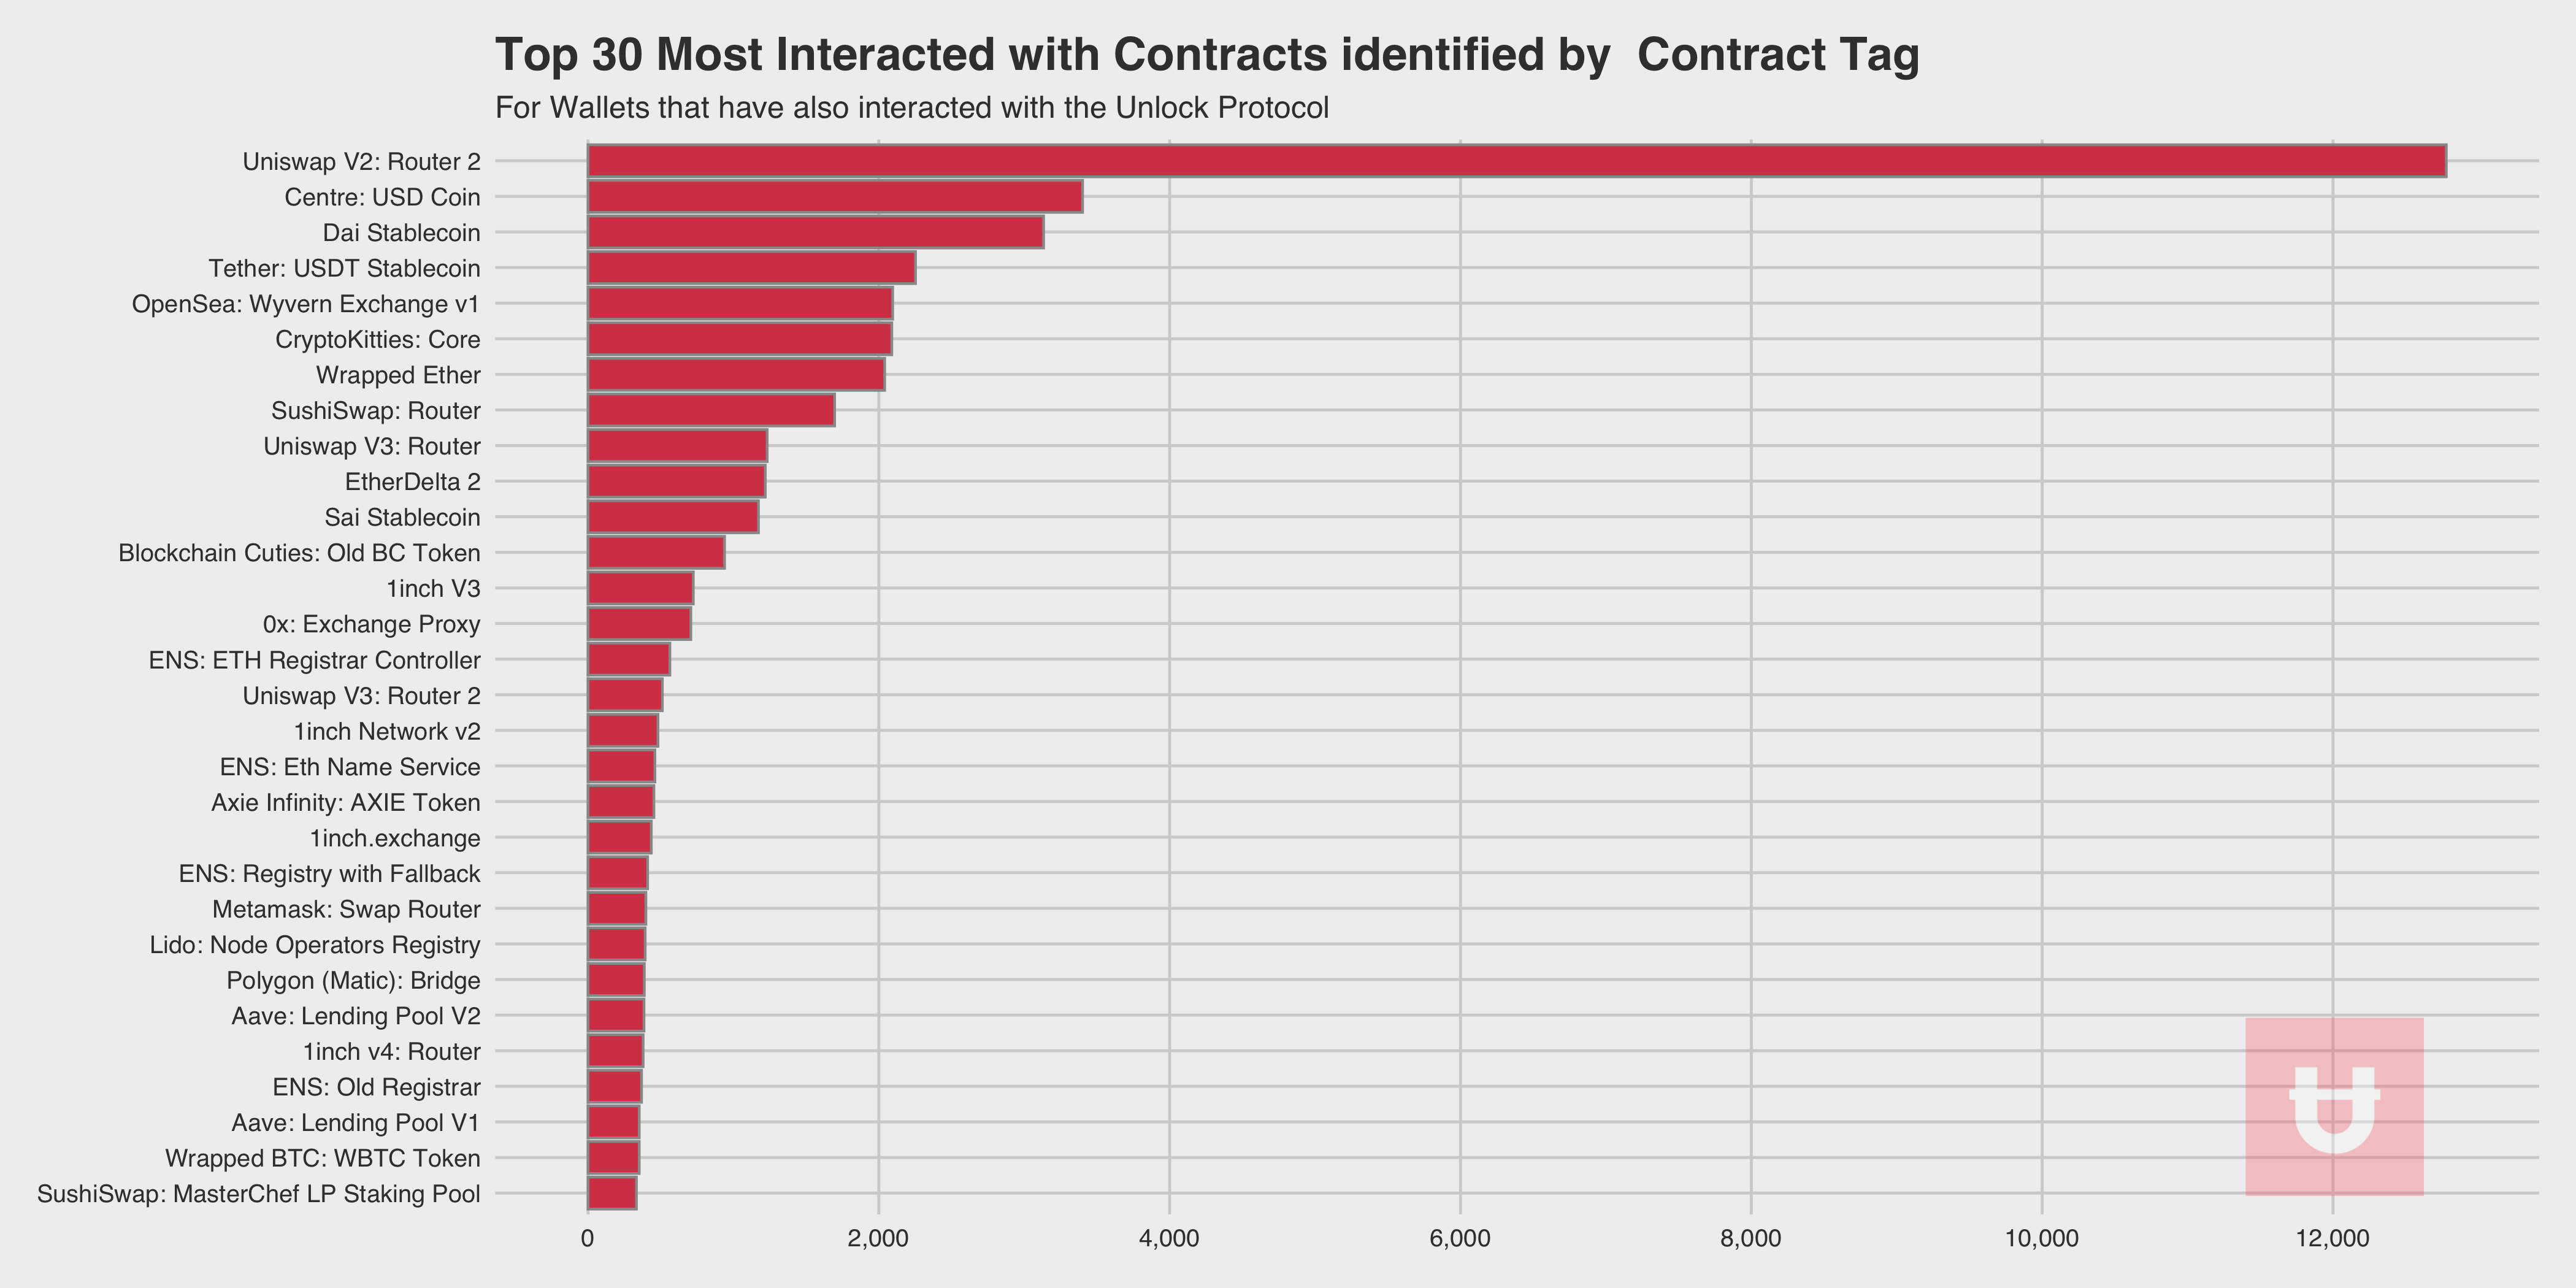 Top 30 Most Interacted with Contracts identified by  Contract Tag
For Wallets that have also interacted with the Unlock Protocol
Uniswap V2: Router 2
Centre: USD Coin
Dai Stablecoin
Tether: USDT Stablecoin
OpenSea: Wyvern Exchange v1
CryptoKitties: Core
Wrapped Ether
SushiSwap: Router
Uniswap V3: Router
EtherDelta 2
Sai Stablecoin
Blockchain Cuties: Old BC Token
1inch V3
0x: Exchange Proxy
ENS: ETH Registrar Controller
Uniswap V3: Router 2
1inch Network v2
ENS: Eth Name Service
Axie Infinity: AXIE Token
1inch.exchange
ENS: Registry with Fallback
Metamask: Swap Router
Lido: Node Operators Registry
Polygon (Matic): Bridge
Aave: Lending Pool V2
1inch v4: Router
ENS: Old Registrar
Aave: Lending Pool V1
Wrapped BTC: WBTC Token
SushiSwap: MasterChef LP Staking Pool
0 2,000 4,000 6,000 8,000 10,000 12,000